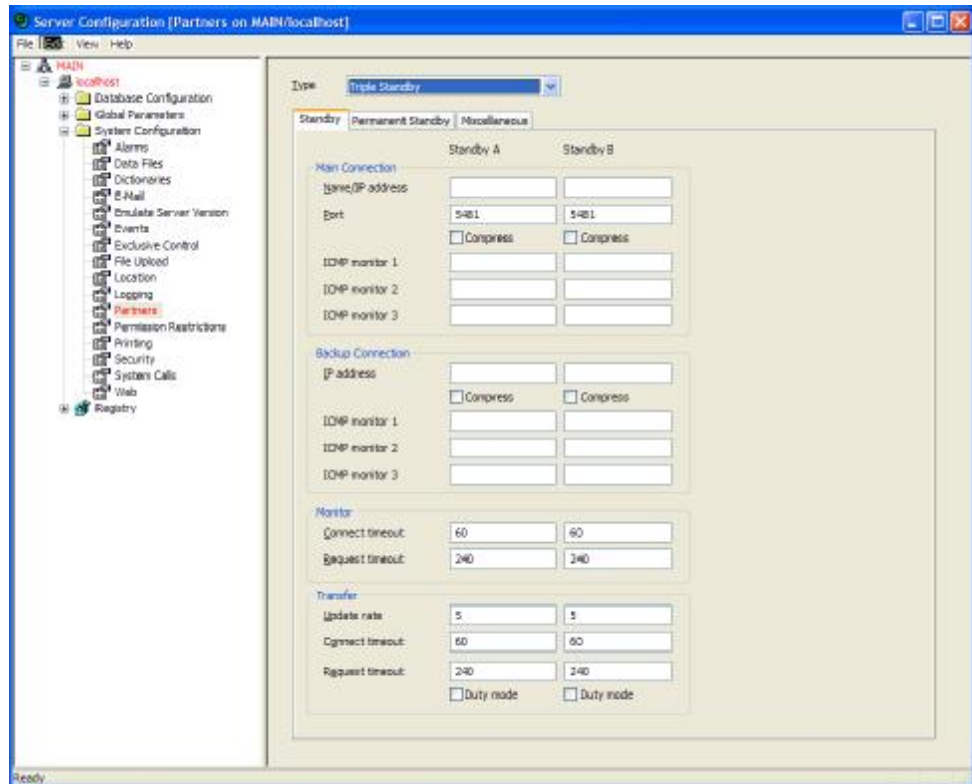 Server Configuration [Partners on MAIN/localhost]
File Edit View Help
MAIN
localhost
Database Configuration
Global Parameters
System Configuration
Alarms
Data Files
Dictionaries
E-Mail
Emulate Server Version
Events
Exclusive Control
File Upload
Location
Logging
Partners
Permission Restrictions
Printing
Security
System Calls
Web
Registry
Type Triple Standby
Standby Permanent Standby Miscellaneous
Standby A Standby B
Main Connection
Name/IP address
Port 5481 5481
Compress Compress
ICMP monitor 1
ICMP monitor 2
ICMP monitor 3
Backup Connection
IP address
Compress Compress
ICMP monitor 1
ICMP monitor 2
ICMP monitor 3
Monitor
Connect timeout 60 60
Request timeout 240 240
Transfer
Update rate 5 5
Connect timeout 60 60
Request timeout 240 240
Duty mode Duty mode
Ready